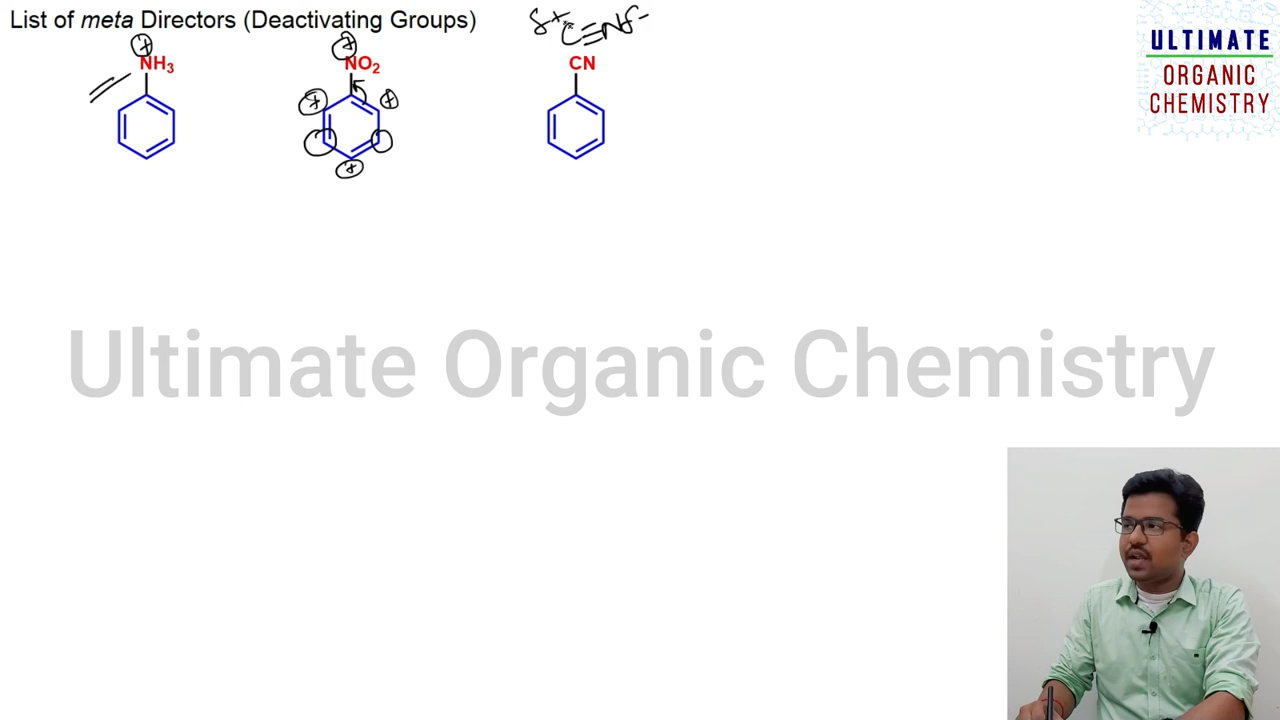 List of meta Directors (Deactivating Groups)
δ+ C≡N δ-
+ +
NH3 NO2 CN
+ +
+
ULTIMATE
ORGANIC
CHEMISTRY
Ultimate Organic Chemistry